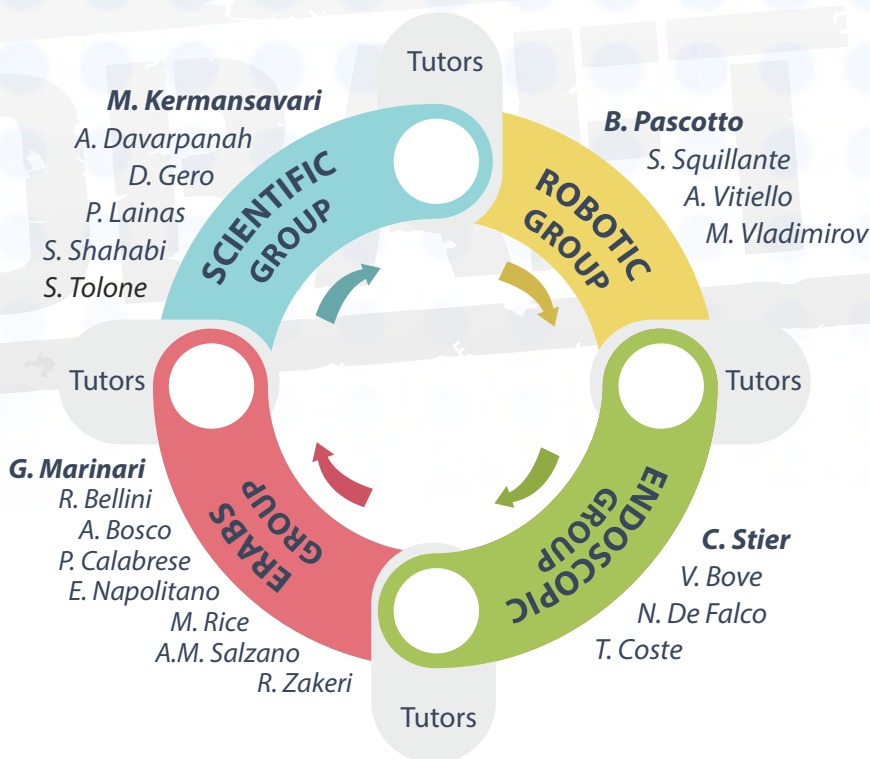 Tutors
M. Kermansavari
A. Davarpanah
D. Gero
P. Lainas
S. Shahabi
S. Tolone
SCIENTIFIC
GROUP
B. Pascotto
S. Squillante
A. Vitiello
M. Vladimirov
ROBOTIC
GROUP
Tutors
Tutors
G. Marinari
R. Bellini
A. Bosco
P. Calabrese
E. Napolitano
M. Rice
A.M. Salzano
R. Zakeri
ERABS
GROUP
ENDOSCOPIC
GROUP
C. Stier
V. Bove
N. De Falco
T. Coste
Tutors
DRAFT